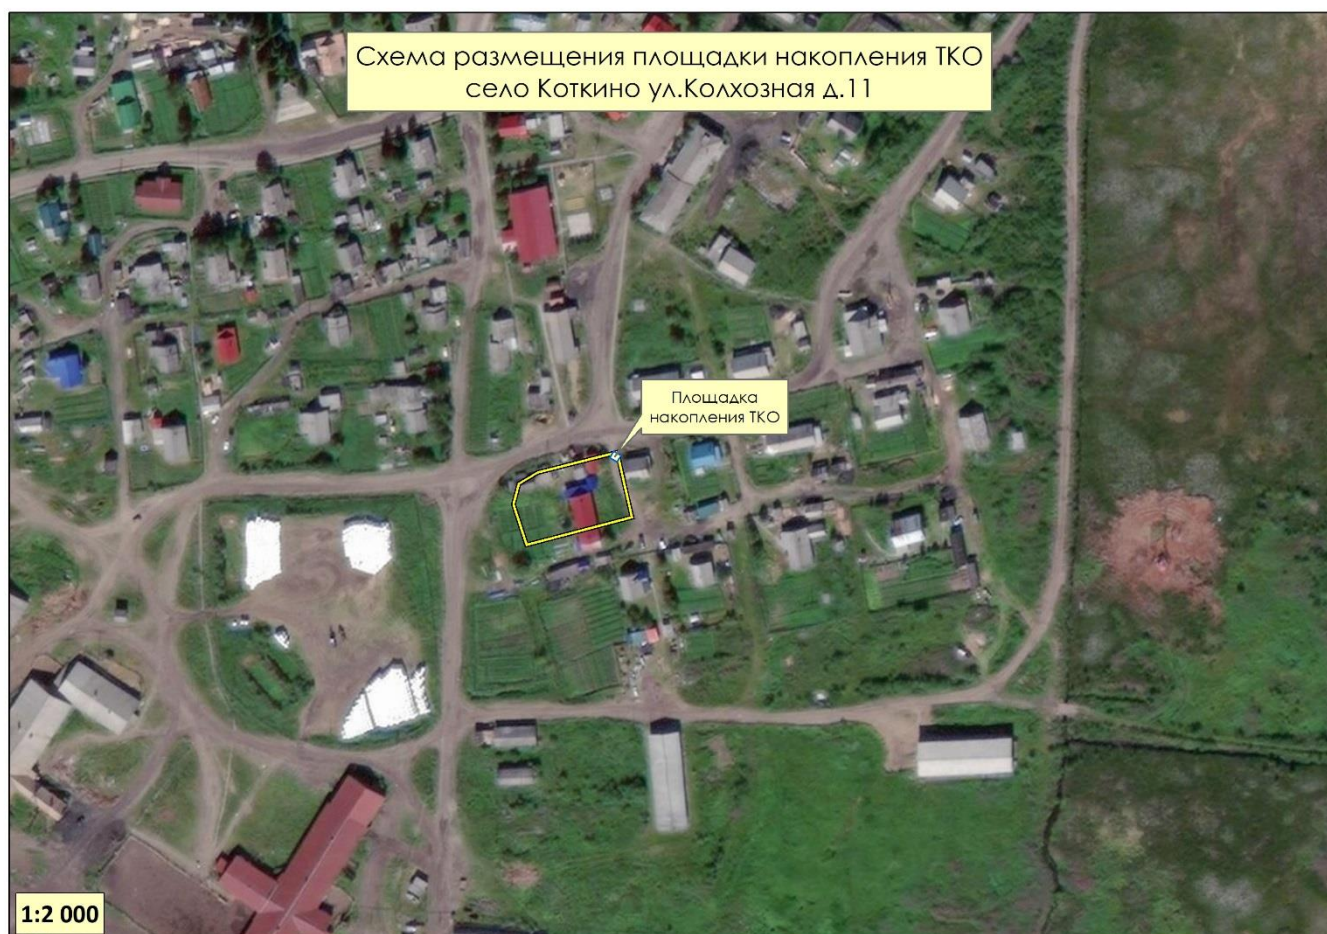 Схема размещения площадки накопления ТКО
село Коткино ул.Колхозная д.11
Площадка
накопления ТКО
1:2 000